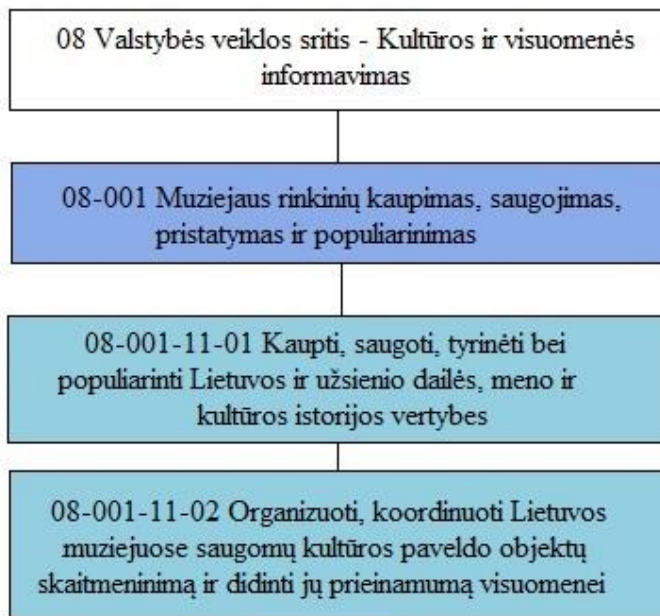 08 Valstybės veiklos sritis - Kultūros ir visuomenės
informavimas
08-001 Muziejaus rinkinių kaupimas, saugojimas,
pristatymas ir populiarinimas
08-001-11-01 Kaupti, saugoti, tyrinėti bei
populiarinti Lietuvos ir užsienio dailės, meno ir
kultūros istorijos vertybes
08-001-11-02 Organizuoti, koordinuoti Lietuvos
muziejuose saugomų kultūros paveldo objektų
skaitmeninimą ir didinti jų prieinamumą visuomenei